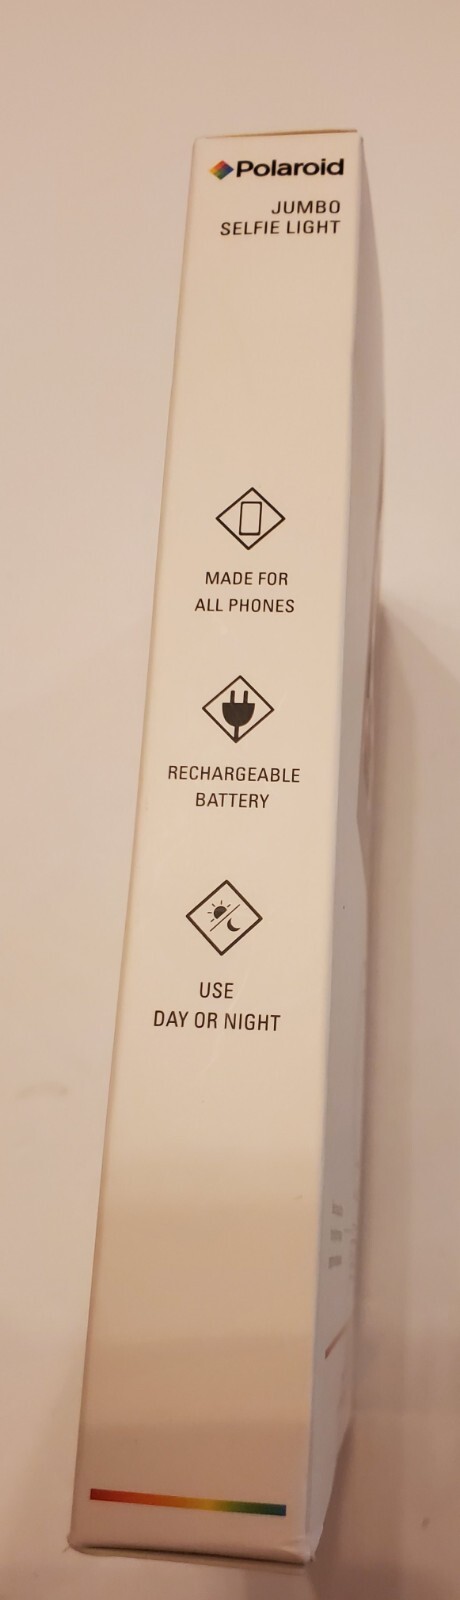 Polaroid
JUMBO
SELFIE LIGHT
MADE FOR
ALL PHONES
RECHARGEABLE
BATTERY
USE
DAY OR NIGHT